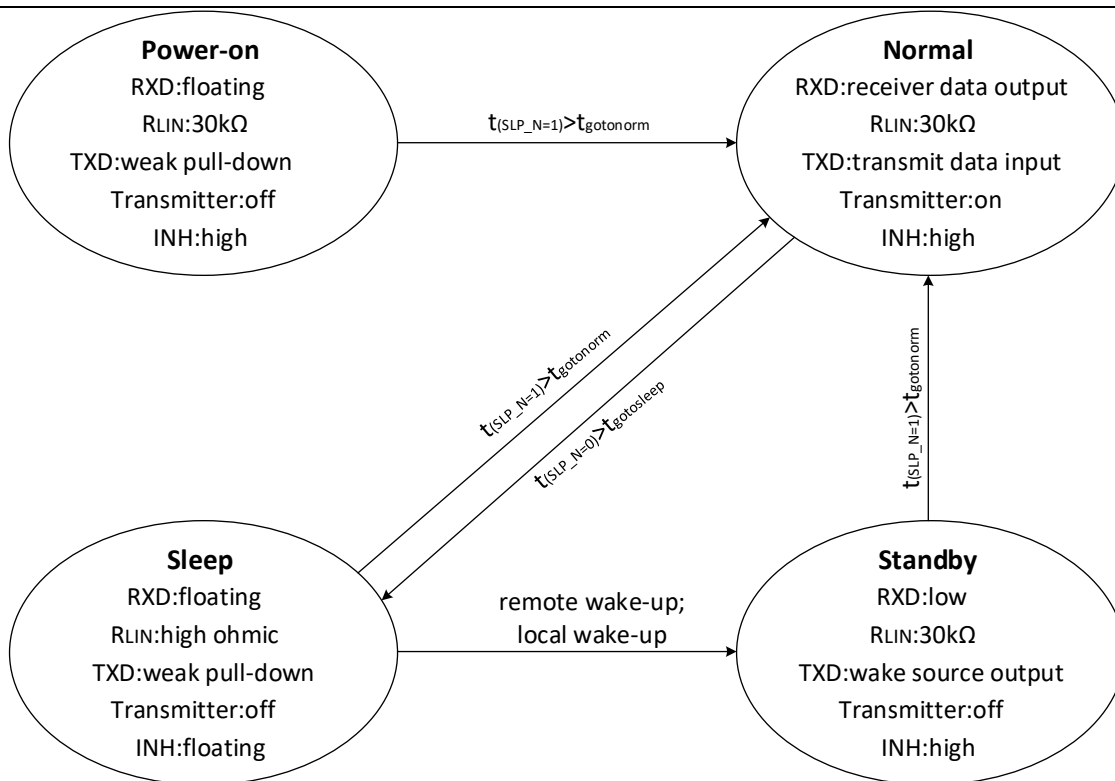 Power-on
RXD:floating
RLIN:30kΩ
TXD:weak pull-down
Transmitter:off
INH:high
t(SLP_N=1)>tgotonorm
Normal
RXD:receiver data output
RLIN:30kΩ
TXD:transmit data input
Transmitter:on
INH:high
t(SLP_N=1)>tgotonorm
t(SLP_N=0)>tgotosleep
t(SLP_N=1)>tgotonorm
Sleep
RXD:floating
RLIN:high ohmic
TXD:weak pull-down
Transmitter:off
INH:floating
remote wake-up;
local wake-up
Standby
RXD:low
RLIN:30kΩ
TXD:wake source output
Transmitter:off
INH:high